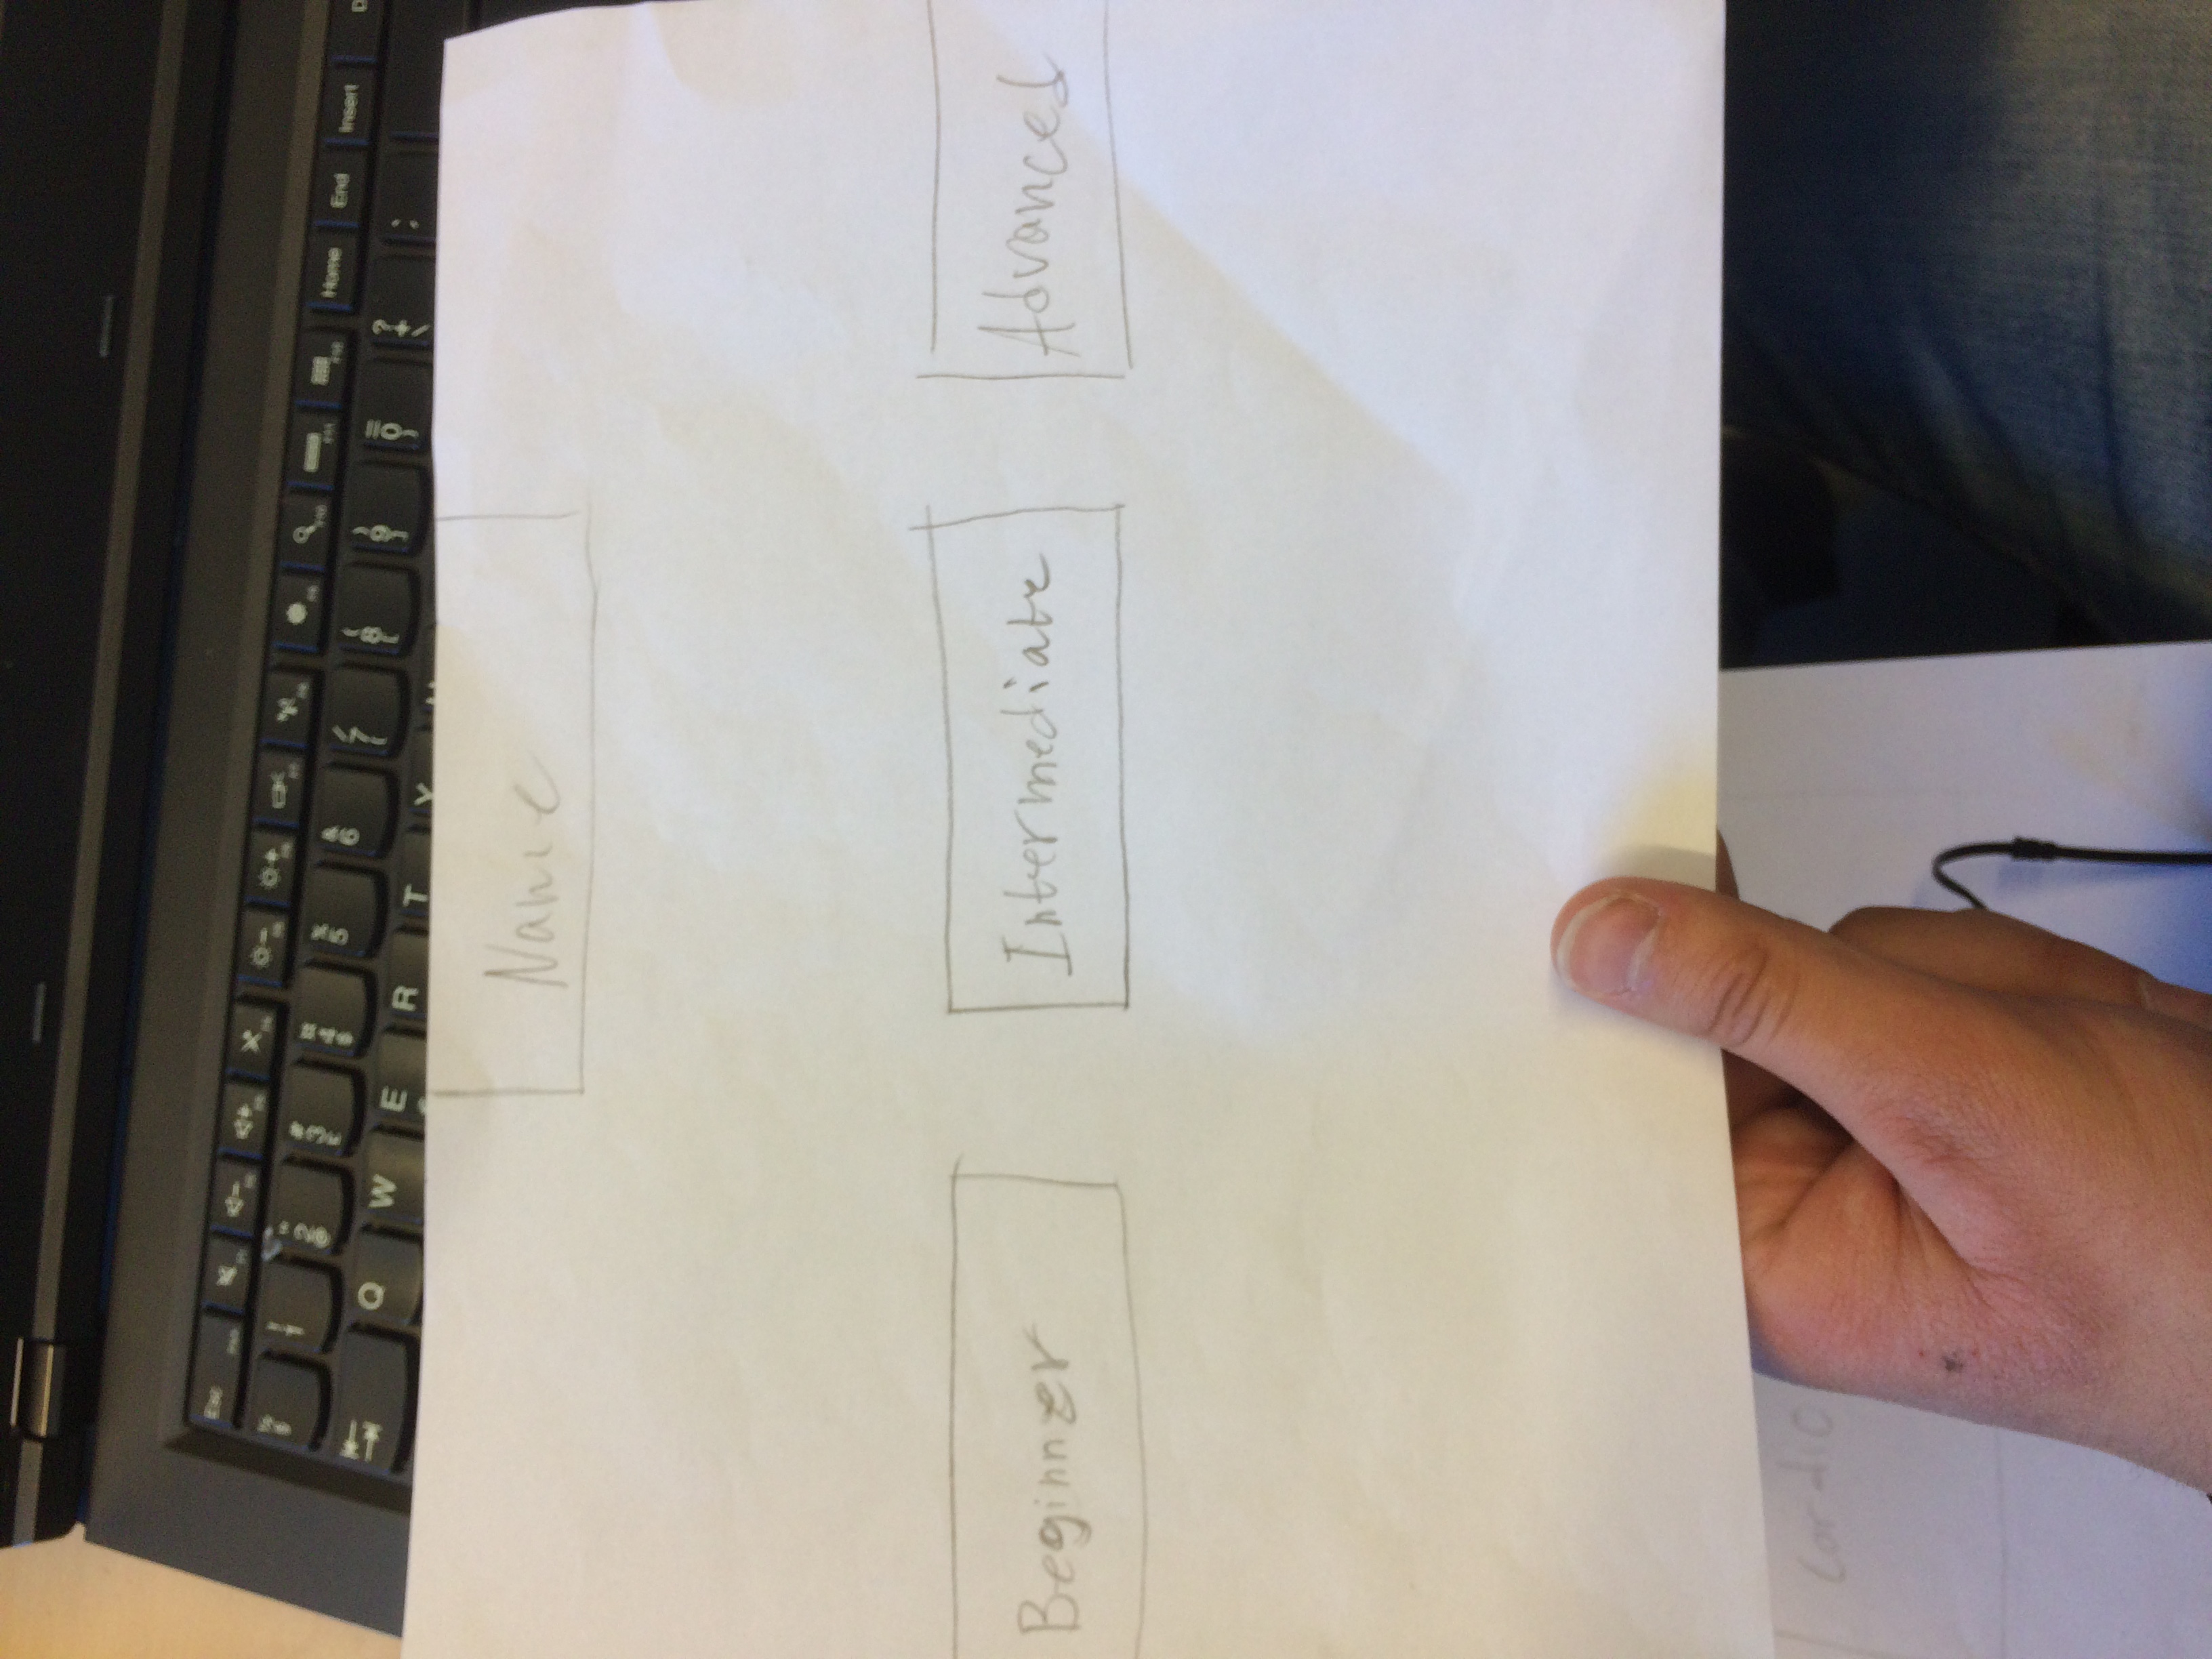 Esc
Home End Insert
Q W E R T Y
Name
Beginner Intermediate Advanced
Cardio